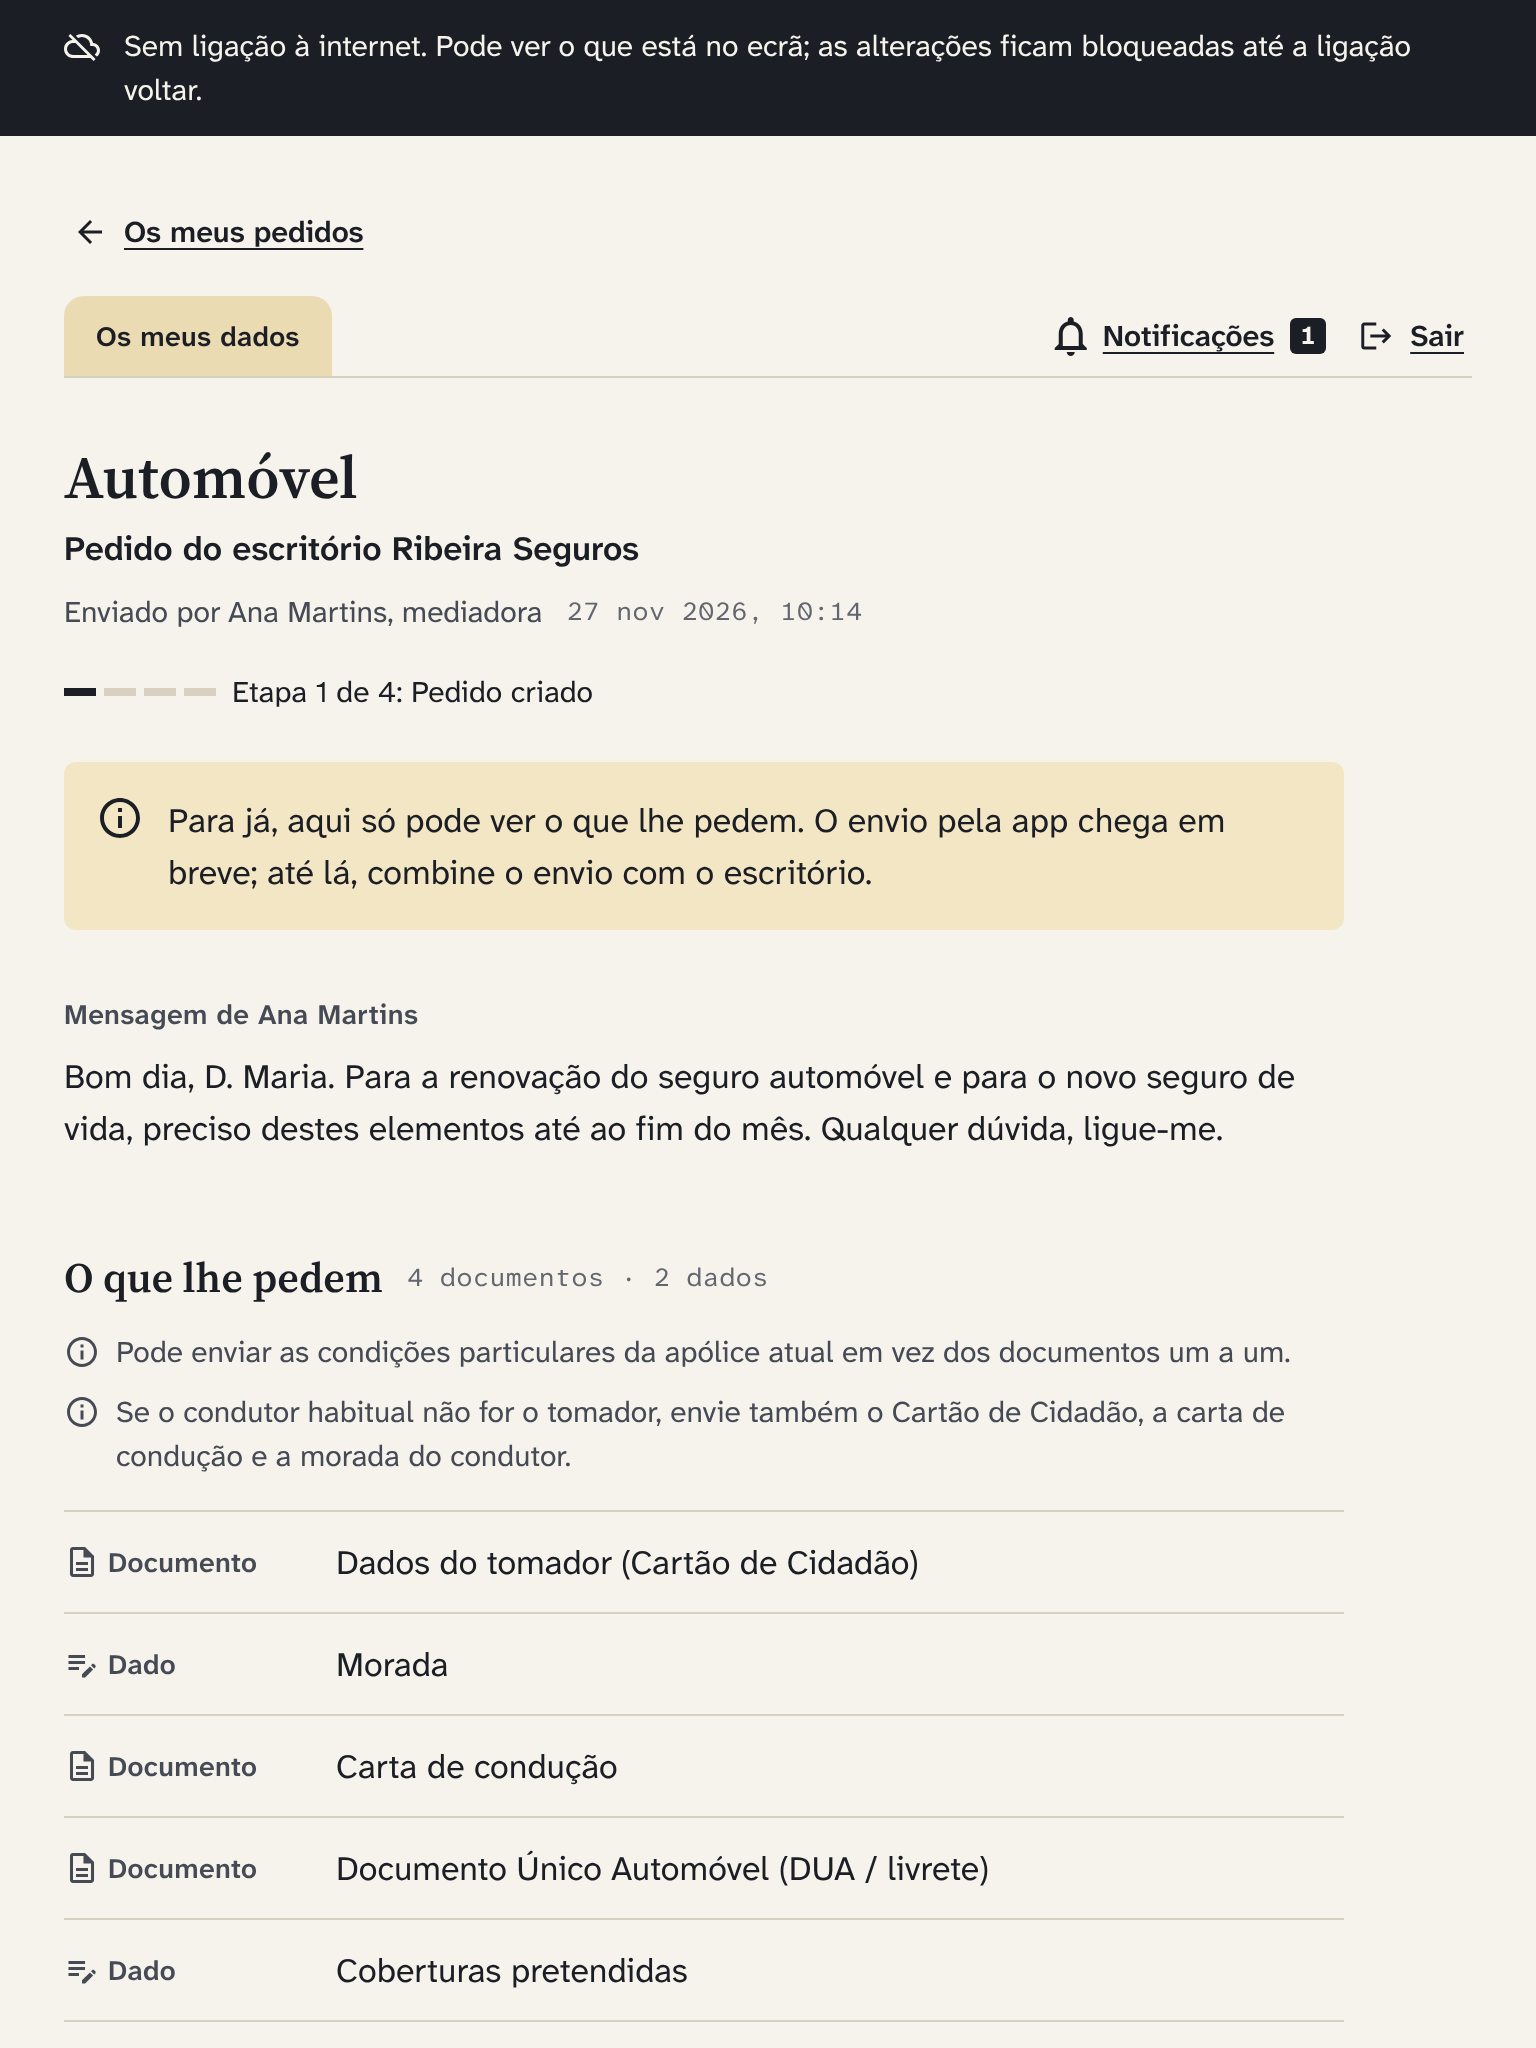 Sem ligação à internet. Pode ver o que está no ecrã; as alterações ficam bloqueadas até a ligação
voltar.
Os meus pedidos
Os meus dados
Notificações 1 Sair
Automóvel
Pedido do escritório Ribeira Seguros
Enviado por Ana Martins, mediadora 27 nov 2026, 10:14
Etapa 1 de 4: Pedido criado
Para já, aqui só pode ver o que lhe pedem. O envio pela app chega em
breve; até lá, combine o envio com o escritório.
Mensagem de Ana Martins
Bom dia, D. Maria. Para a renovação do seguro automóvel e para o novo seguro de
vida, preciso destes elementos até ao fim do mês. Qualquer dúvida, ligue-me.
O que lhe pedem 4 documentos · 2 dados
Pode enviar as condições particulares da apólice atual em vez dos documentos um a um.
Se o condutor habitual não for o tomador, envie também o Cartão de Cidadão, a carta de
condução e a morada do condutor.
Documento Dados do tomador (Cartão de Cidadão)
Dado Morada
Documento Carta de condução
Documento Documento Único Automóvel (DUA / livrete)
Dado Coberturas pretendidas